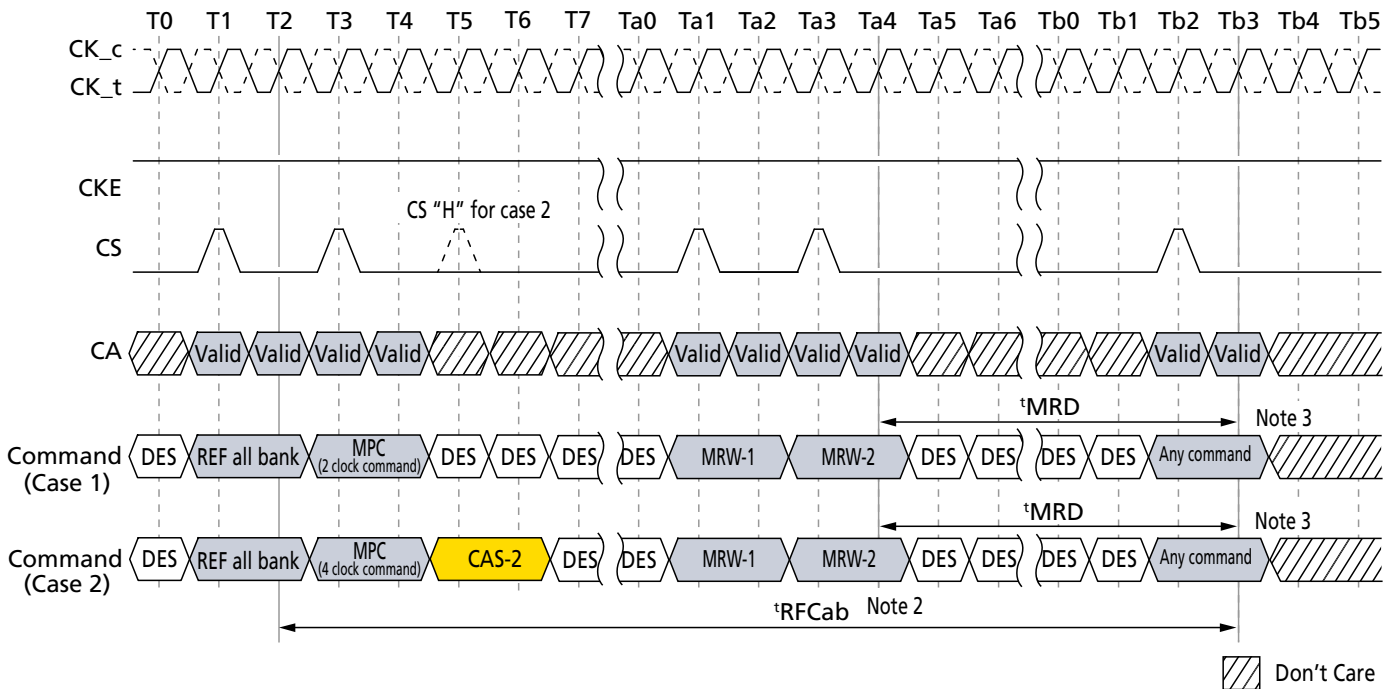 T0 T1 T2 T3 T4 T5 T6 T7 Ta0 Ta1 Ta2 Ta3 Ta4 Ta5 Ta6 Tb0 Tb1 Tb2 Tb3 Tb4 Tb5
CK_c
CK_t
CKE
CS "H" for case 2
CS
CA Valid Valid Valid Valid Valid Valid Valid Valid Valid Valid
tMRD Note 3
Command (Case 1) DES REF all bank MPC (2 clock command) DES DES DES DES MRW-1 MRW-2 DES DES DES DES Any command
tMRD Note 3
Command (Case 2) DES REF all bank MPC (4 clock command) CAS-2 DES DES MRW-1 MRW-2 DES DES DES DES Any command
tRFCab Note 2
Don't Care